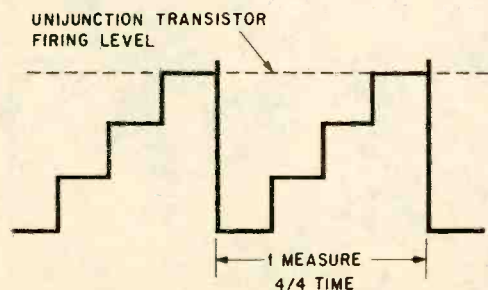 UNIJUNCTION TRANSISTOR
FIRING LEVEL
1 MEASURE
4/4 TIME